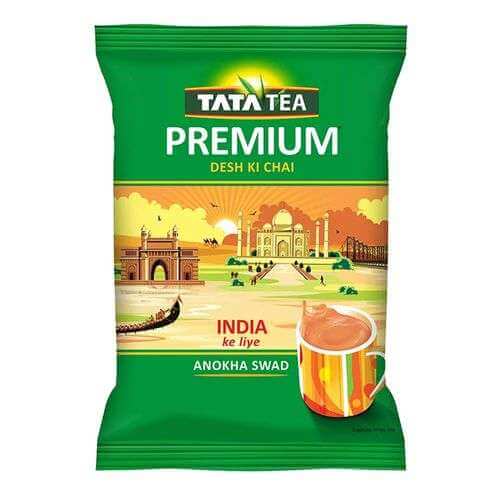 TATA TEA
PREMIUM
DESH KI CHAI
INDIA
ke liye
ANOKHA SWAD